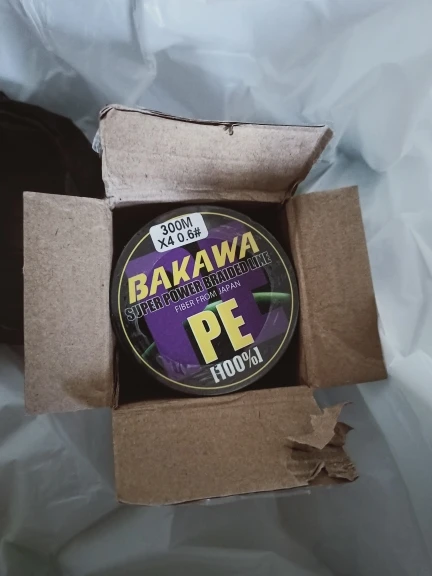 300M
X4 0.6#
BAKAWA
SUPER POWER BRAIDED LINE
FIBER FROM JAPAN
PE
[100%]